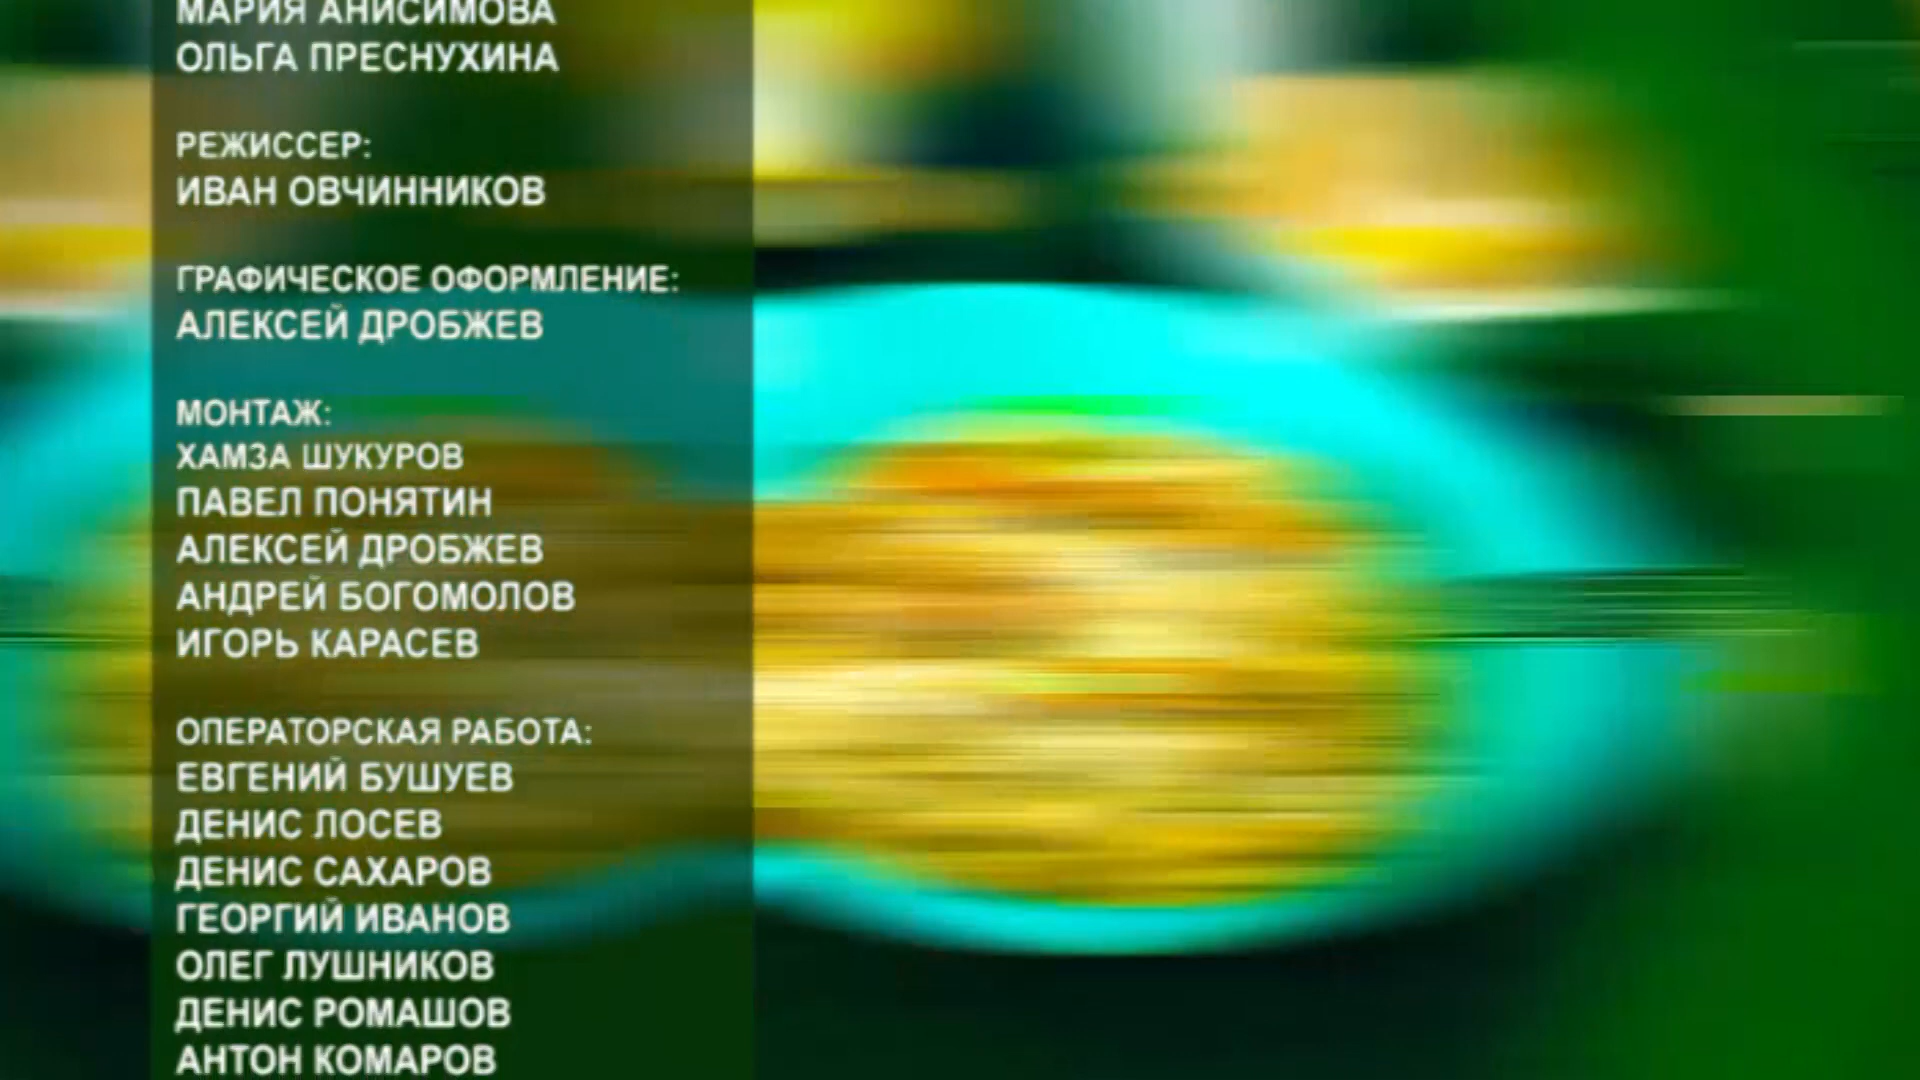 МАРИЯ АНИСИМОВА
ОЛЬГА ПРЕСНУХИНА
РЕЖИССЕР:
ИВАН ОВЧИННИКОВ
ГРАФИЧЕСКОЕ ОФОРМЛЕНИЕ:
АЛЕКСЕЙ ДРОБЖЕВ
МОНТАЖ:
ХАМЗА ШУКУРОВ
ПАВЕЛ ПОНЯТИН
АЛЕКСЕЙ ДРОБЖЕВ
АНДРЕЙ БОГОМОЛОВ
ИГОРЬ КАРАСЕВ
ОПЕРАТОРСКАЯ РАБОТА:
ЕВГЕНИЙ БУШУЕВ
ДЕНИС ЛОСЕВ
ДЕНИС САХАРОВ
ГЕОРГИЙ ИВАНОВ
ОЛЕГ ЛУШНИКОВ
ДЕНИС РОМАШОВ
АНТОН КОМАРОВ